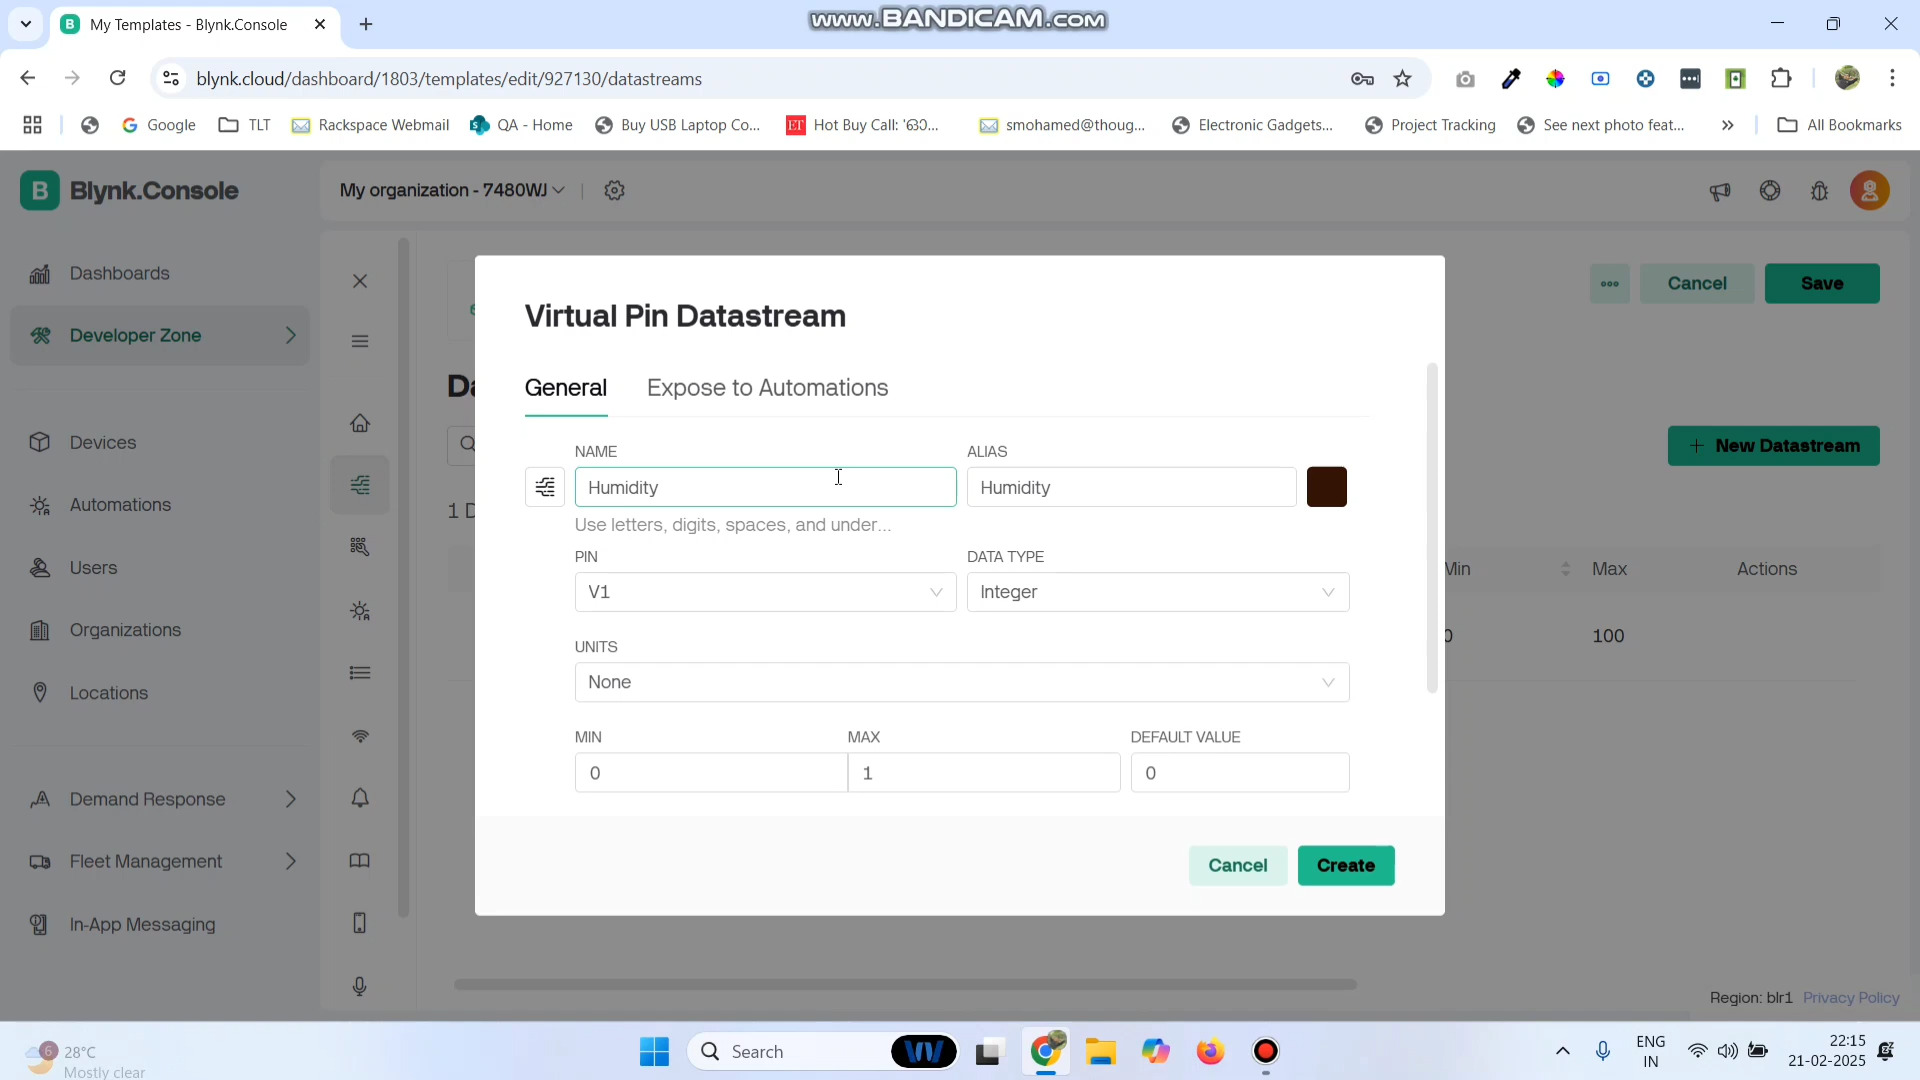 My Templates - Blynk.Console
www.BANDICAM.com
blynk.cloud/dashboard/1803/templates/edit/927130/datastreams
Google
TLT
Rackspace Webmail
QA - Home
Buy USB Laptop Co...
ET
Hot Buy Call: '630...
smohamed@thoug...
Electronic Gadgets...
Project Tracking
See next photo feat...
All Bookmarks
B Blynk.Console
My organization - 7480WJ
Dashboards
Developer Zone
Devices
Automations
Users
Organizations
Locations
Demand Response
Fleet Management
In-App Messaging
Cancel
Save
Da
New Datastream
1 D
Min
Max
Actions
0
100
Virtual Pin Datastream
General
Expose to Automations
NAME
ALIAS
Humidity
Humidity
Use letters, digits, spaces, and under...
PIN
DATA TYPE
V1
Integer
UNITS
None
MIN
MAX
DEFAULT VALUE
0
1
0
Cancel
Create
Region: blr1 Privacy Policy
6
28°C
Mostly clear
Search
ENG
IN
22:15
21-02-2025